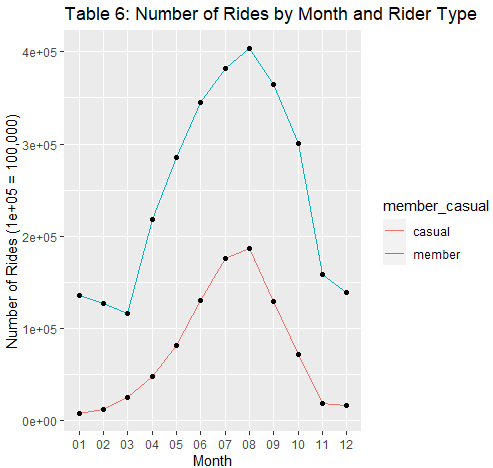 Table 6: Number of Rides by Month and Rider Type
Number of Rides (1e+05 = 100,000)
4e+05
3e+05
2e+05
1e+05
0e+00
01 02 03 04 05 06 07 08 09 10 11 12
Month
member_casual
casual
member